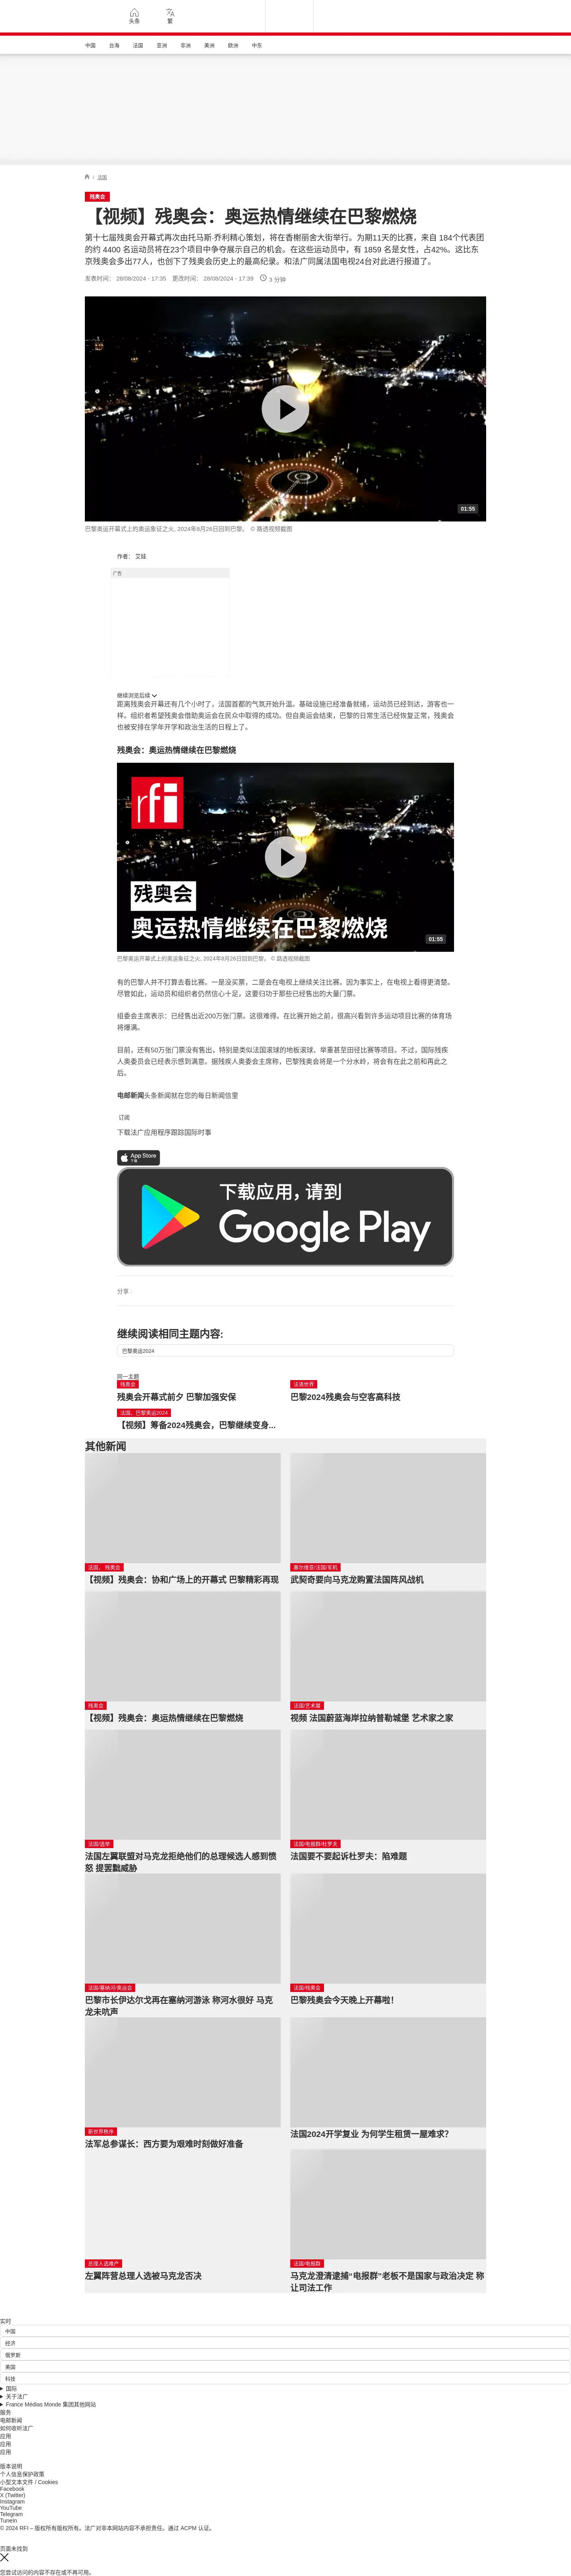 头条
繁
中国
台海
法国
亚洲
非洲
美洲
欧洲
中东
/ 法国
残奥会
【视频】残奥会：奥运热情继续在巴黎燃烧
第十七届残奥会开幕式再次由托马斯·乔利精心策划，将在香榭丽舍大街举行。为期11天的比赛，来自 184个代表团
的约 4400 名运动员将在23个项目中争夺展示自己的机会。在这些运动员中，有 1859 名是女性，占42%。这比东
京残奥会多出77人，也创下了残奥会历史上的最高纪录。和法广同属法国电视24台对此进行报道了。
发表时间： 28/08/2024 - 17:35 更改时间： 28/08/2024 - 17:39 3 分钟
01:55
巴黎奥运开幕式上的奥运象征之火, 2024年8月26日回到巴黎。 © 路透视频截图
作者： 艾娃
广告
继续浏览后续
距离残奥会开幕还有几个小时了，法国首都的气氛开始升温。基础设施已经准备就绪，运动员已经到达，游客也一
样。组织者希望残奥会借助奥运会在民众中取得的成功。但自奥运会结束，巴黎的日常生活已经恢复正常，残奥会
也被安排在学年开学和政治生活的日程上了。
残奥会：奥运热情继续在巴黎燃烧
rfi
残奥会
奥运热情继续在巴黎燃烧
01:55
巴黎奥运开幕式上的奥运象征之火, 2024年8月26日回到巴黎。 © 路透视频截图
有的巴黎人并不打算去看比赛。一是没买票，二是会在电视上继续关注比赛。因为事实上，在电视上看得更清楚。
尽管如此，运动员和组织者仍然信心十足，这要归功于那些已经售出的大量门票。
组委会主席表示：已经售出近200万张门票。这很难得。在比赛开始之前，很高兴看到许多运动项目比赛的体育场
将爆满。
目前，还有50万张门票没有售出，特别是类似法国滚球的地板滚球、举重甚至田径比赛等项目。不过，国际残疾
人奥委员会已经表示感到满意。据残疾人奥委会主席称，巴黎残奥会将是一个分水岭，将会有在此之前和再此之
后。
电邮新闻头条新闻就在您的每日新闻信里
订阅
下载法广应用程序跟踪国际时事
App Store
下载
下载应用，请到
Google Play
分享 :
继续阅读相同主题内容:
巴黎奥运2024
同一主题
残奥会
残奥会开幕式前夕 巴黎加强安保
法语世界
巴黎2024残奥会与空客高科技
法国、巴黎奥运2024
【视频】筹备2024残奥会，巴黎继续变身...
其他新闻
法国， 残奥会
【视频】残奥会：协和广场上的开幕式 巴黎精彩再现
塞尔维亚/法国/军机
武契奇要向马克龙购置法国阵风战机
残奥会
【视频】残奥会：奥运热情继续在巴黎燃烧
法国/艺术展
视频 法国蔚蓝海岸拉纳普勒城堡 艺术家之家
法国/选举
法国左翼联盟对马克龙拒绝他们的总理候选人感到愤
怒 提罢黜威胁
法国/电报群/杜罗夫
法国要不要起诉杜罗夫：陷难题
法国/塞纳河/奥运会
巴黎市长伊达尔戈再在塞纳河游泳 称河水很好 马克
龙未吭声
法国/残奥会
巴黎残奥会今天晚上开幕啦！
新世界秩序
法军总参谋长：西方要为艰难时刻做好准备
法国2024开学复业 为何学生租赁一屋难求？
总理人选难产
左翼阵营总理人选被马克龙否决
法国/电报群
马克龙澄清逮捕“电报群”老板不是国家与政治决定 称
让司法工作
实时
中国
经济
俄罗斯
美国
科技
国际
关于法广
France Médias Monde 集团其他网站
服务
电邮新闻
如何收听法广
应用
应用
应用
版本说明
个人信息保护政策
小型文本文件 / Cookies
Facebook
X (Twitter)
Instagram
YouTube
Telegram
TuneIn
© 2024 RFI – 版权所有版权所有。法广对非本网站内容不承担责任。通过 ACPM 认证。
页面未找到
您尝试访问的内容不存在或不再可用。